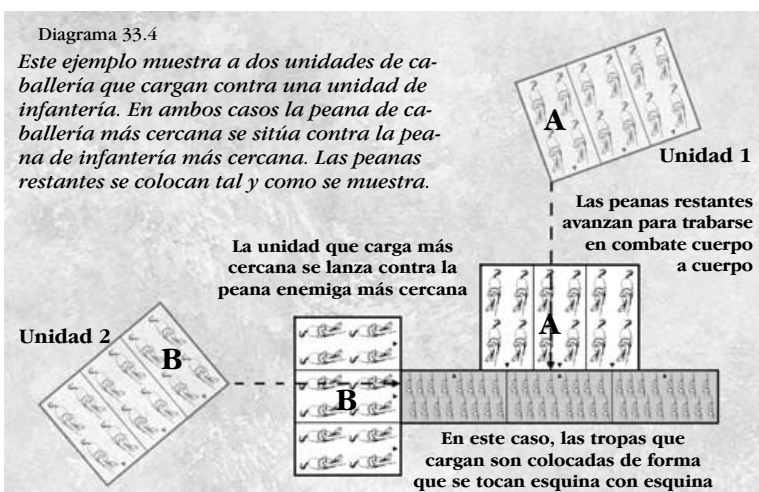 Diagrama 33.4
Este ejemplo muestra a dos unidades de ca-
ballería que cargan contra una unidad de
infantería. En ambos casos la peana de ca-
ballería más cercana se sitúa contra la pea-
na de infantería más cercana. Las peanas
restantes se colocan tal y como se muestra.
A
Unidad 1
Las peanas restantes
avanzan para trabarse
en combate cuerpo
a cuerpo
La unidad que carga más
cercana se lanza contra la
peana enemiga más cercana
A
Unidad 2
B
B
En este caso, las tropas que
cargan son colocadas de forma
que se tocan esquina con esquina